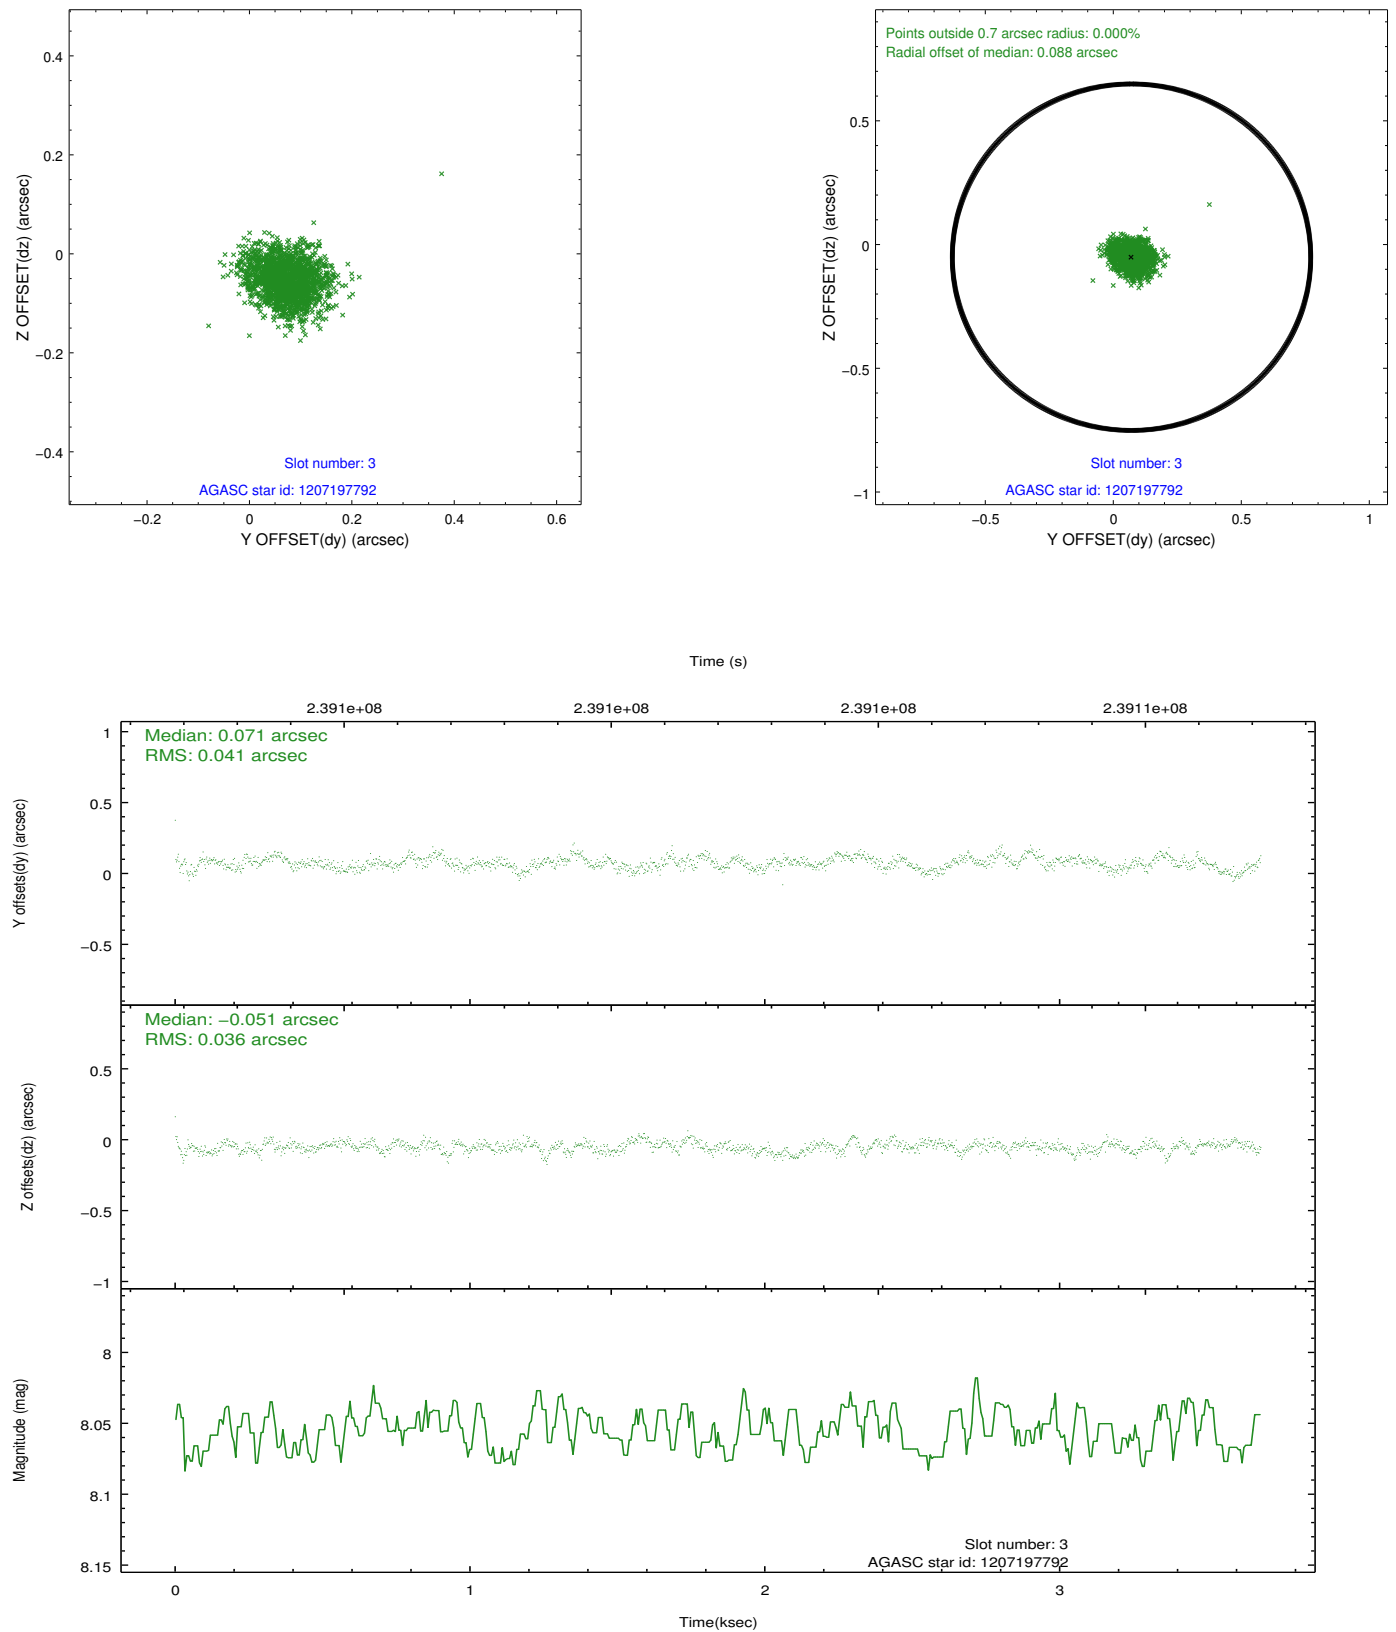 0.4
0.2
0
−0.2
−0.4
Z OFFSET(dz) (arcsec)
Slot number: 3
AGASC star id: 1207197792
−0.2 0 0.2 0.4 0.6
Y OFFSET(dy) (arcsec)
Points outside 0.7 arcsec radius: 0.000%
Radial offset of median: 0.088 arcsec
0.5
0
−0.5
−1
Z OFFSET(dz) (arcsec)
Slot number: 3
AGASC star id: 1207197792
−0.5 0 0.5 1
Y OFFSET(dy) (arcsec)
Time (s)
2.391e+08 2.391e+08 2.391e+08 2.3911e+08
Median: 0.071 arcsec
RMS: 0.041 arcsec
1
0.5
0
−0.5
Y offsets(dy) (arcsec)
Median: −0.051 arcsec
RMS: 0.036 arcsec
0.5
0
−0.5
−1
Z offsets(dz) (arcsec)
8
8.05
8.1
8.15
Magnitude (mag)
Slot number: 3
AGASC star id: 1207197792
0 1 2 3
Time(ksec)